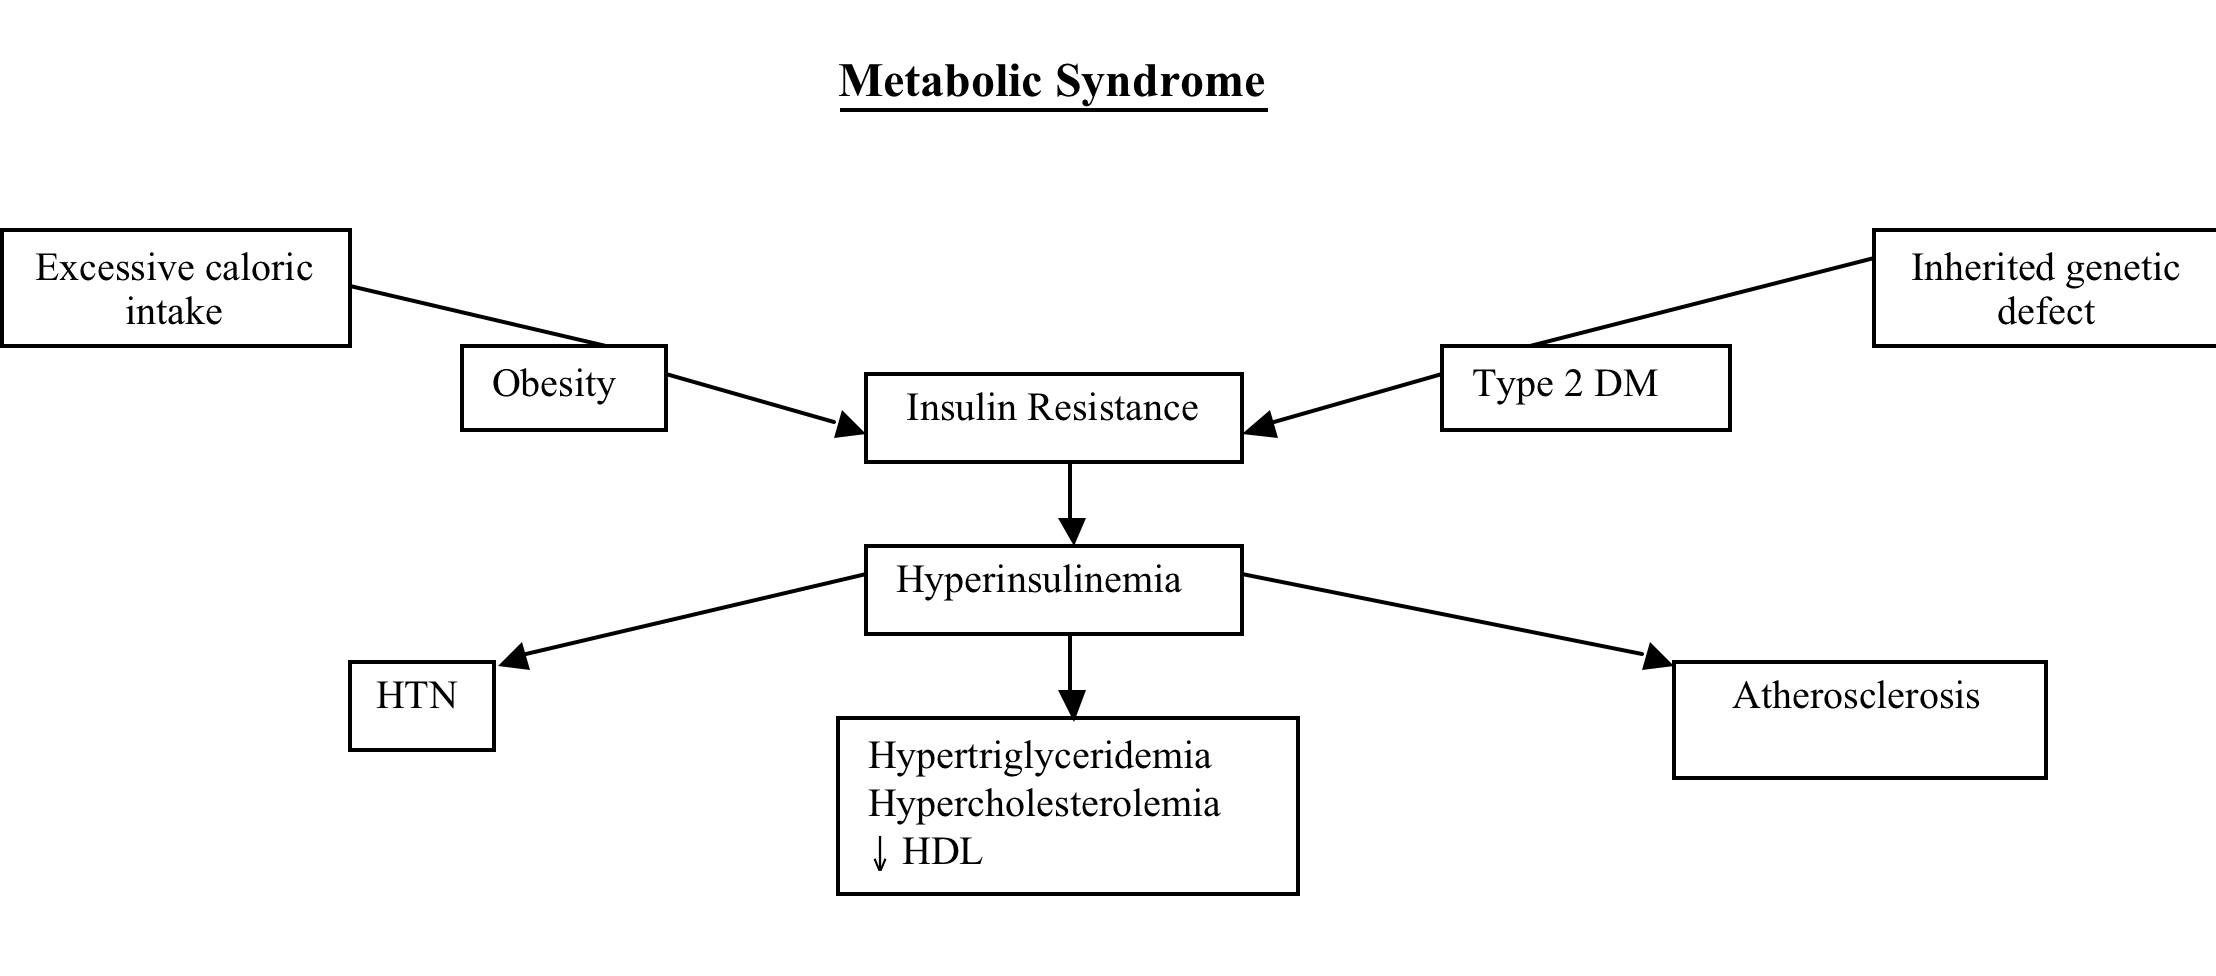 Metabolic Syndrome
Excessive caloric
intake
Inherited genetic
defect
Obesity
Type 2 DM
Insulin Resistance
Hyperinsulinemia
HTN
Atherosclerosis
Hypertriglyceridemia
Hypercholesterolemia
↓ HDL